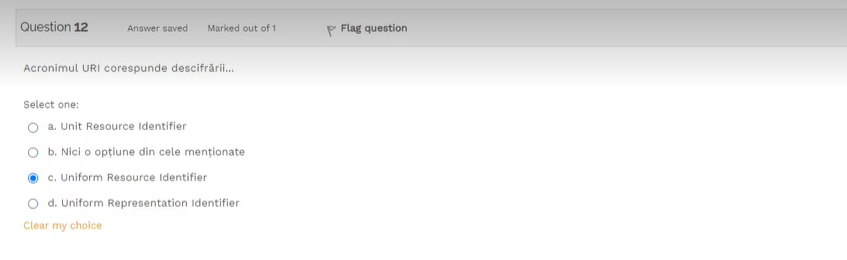 Question 12 Answer saved Marked out of 1 Flag question
Acronimul URI corespunde descifrării...
Select one:
a. Unit Resource Identifier
b. Nici o opțiune din cele menționate
c. Uniform Resource Identifier
d. Uniform Representation Identifier
Clear my choice